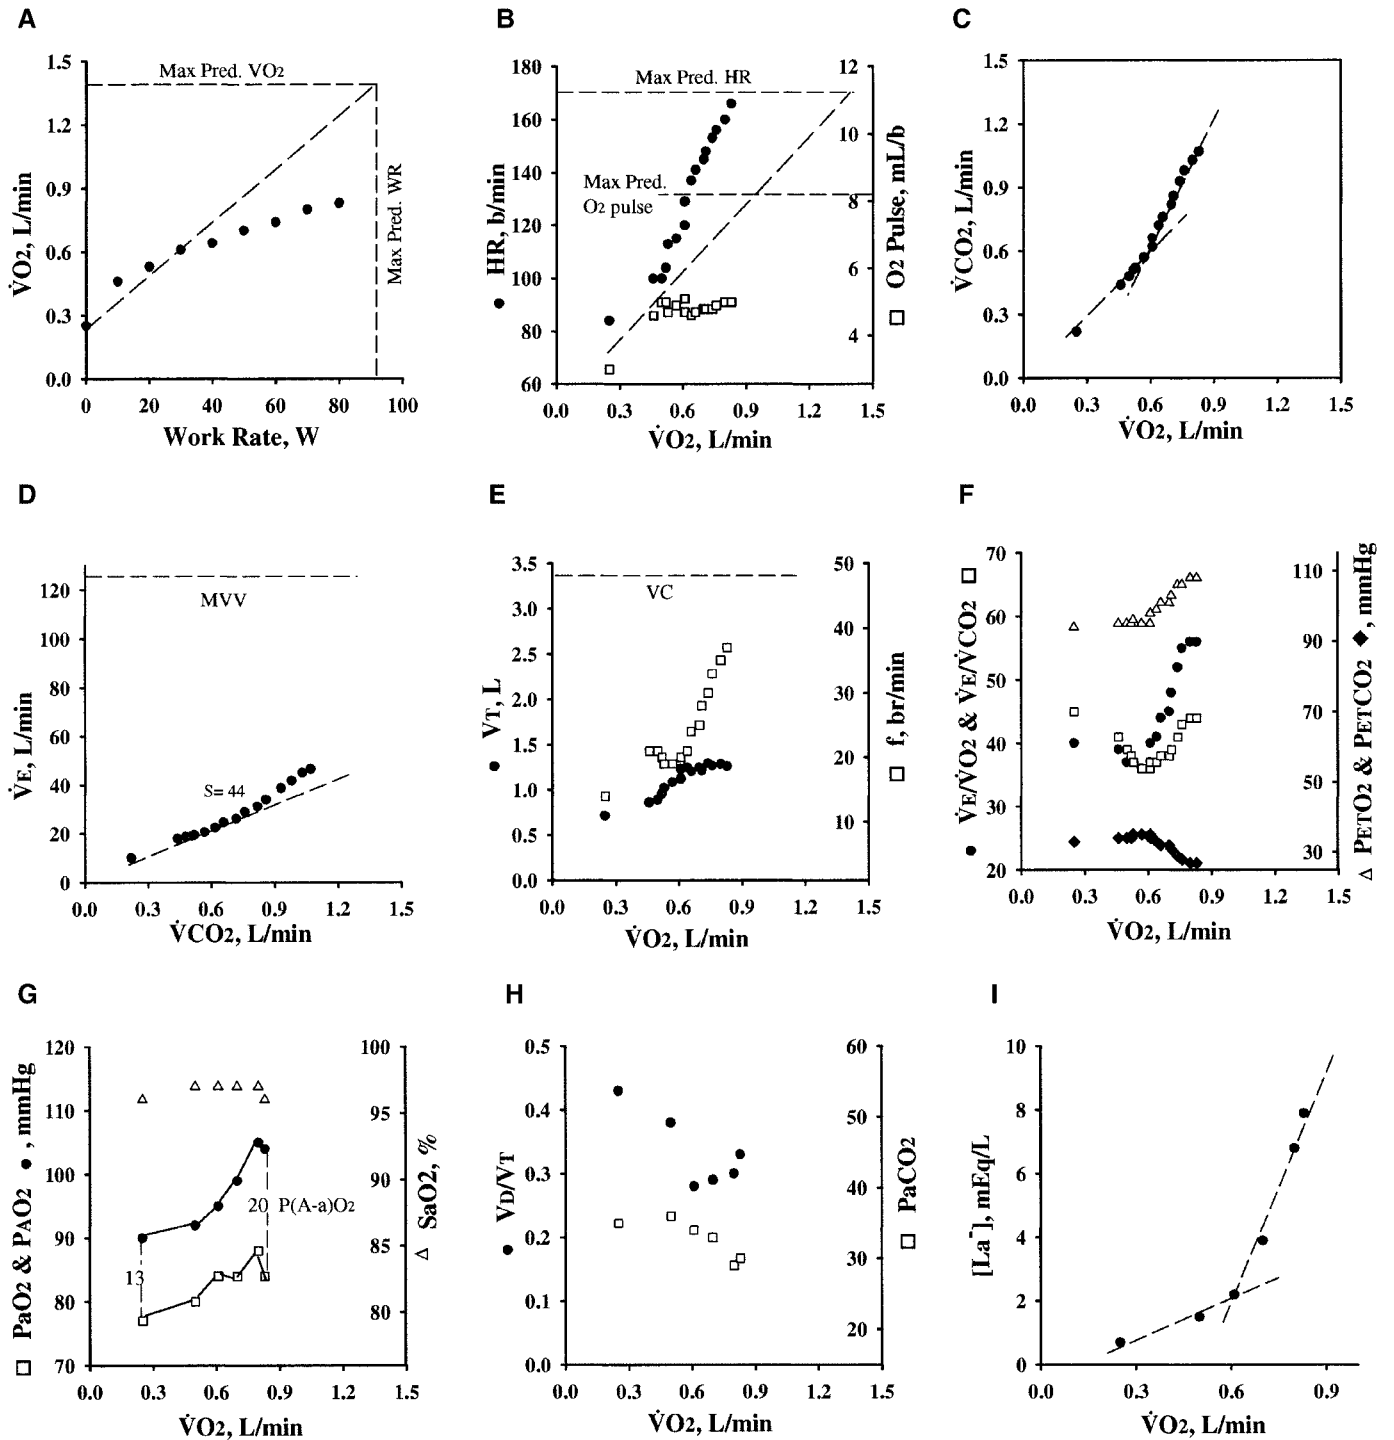 A
1.5
1.2
0.9
0.6
0.3
0.0
V̇O2, L/min
Max Pred. VO2
Max Pred. WR
0 20 40 60 80 100
Work Rate, W
B
180
160
140
120
100
80
60
● HR, b/min
Max Pred. HR
Max Pred.
O2 pulse
12
10
8
6
4
□ O2 Pulse, mL/b
0.0 0.3 0.6 0.9 1.2 1.5
V̇O2, L/min
C
1.5
1.2
0.9
0.6
0.3
0.0
V̇CO2, L/min
0.0 0.3 0.6 0.9 1.2 1.5
V̇O2, L/min
D
120
100
80
60
40
20
0
V̇E, L/min
MVV
S= 44
0.0 0.3 0.6 0.9 1.2 1.5
V̇CO2, L/min
E
3.5
3.0
2.5
2.0
1.5
1.0
0.5
0.0
● VT, L
VC
50
40
30
20
10
□ f, br/min
0.0 0.3 0.6 0.9 1.2 1.5
V̇O2, L/min
F
70
60
50
40
30
20
● V̇E/V̇O2 & V̇E/V̇CO2 □
110
90
70
50
30
△ PETO2 & PETCO2 ◆, mmHg
0.0 0.3 0.6 0.9 1.2 1.5
V̇O2, L/min
G
120
110
100
90
80
70
□ PaO2 & PAO2 ●, mmHg
13
20 P(A-a)O2
100
95
90
85
80
△ SaO2, %
0.0 0.3 0.6 0.9 1.2 1.5
V̇O2, L/min
H
0.5
0.4
0.3
0.2
0.1
0.0
● VD/VT
60
50
40
30
20
□ PaCO2
0.0 0.3 0.6 0.9 1.2 1.5
V̇O2, L/min
I
10
8
6
4
2
0
[La⁻], mEq/L
0.0 0.3 0.6 0.9
V̇O2, L/min